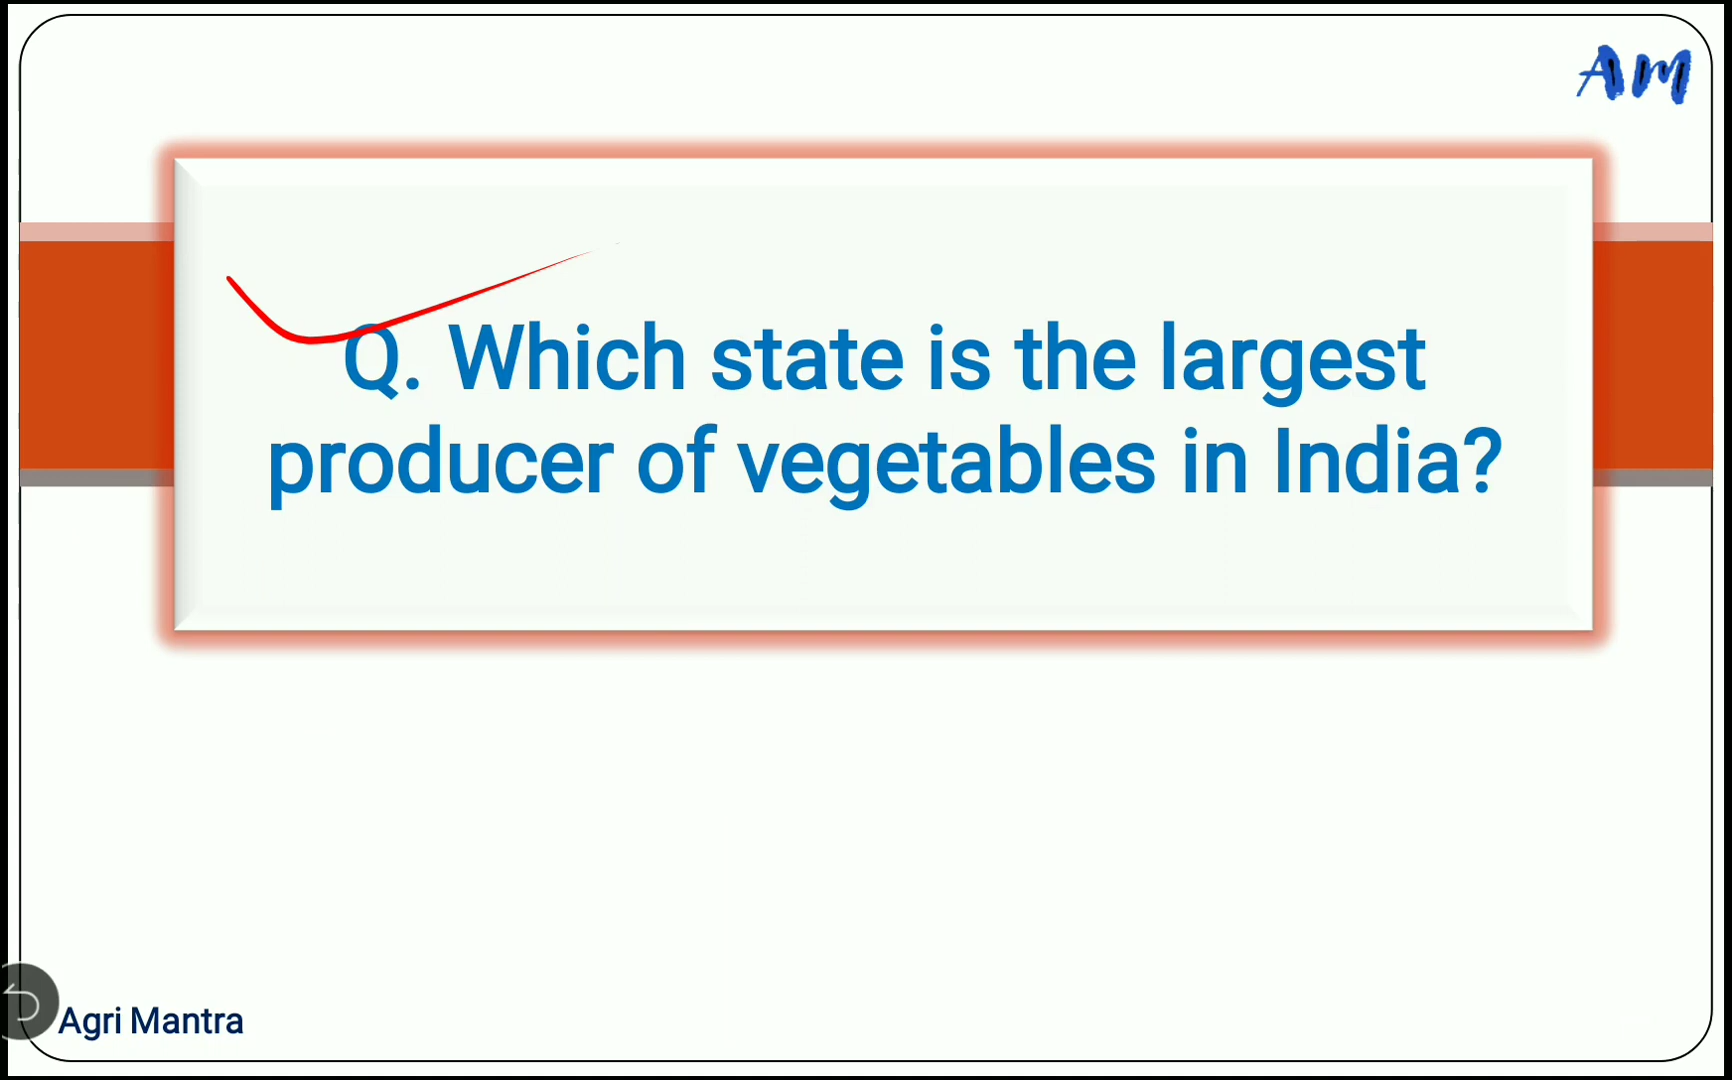 AM
Q. Which state is the largest
producer of vegetables in India?
Agri Mantra